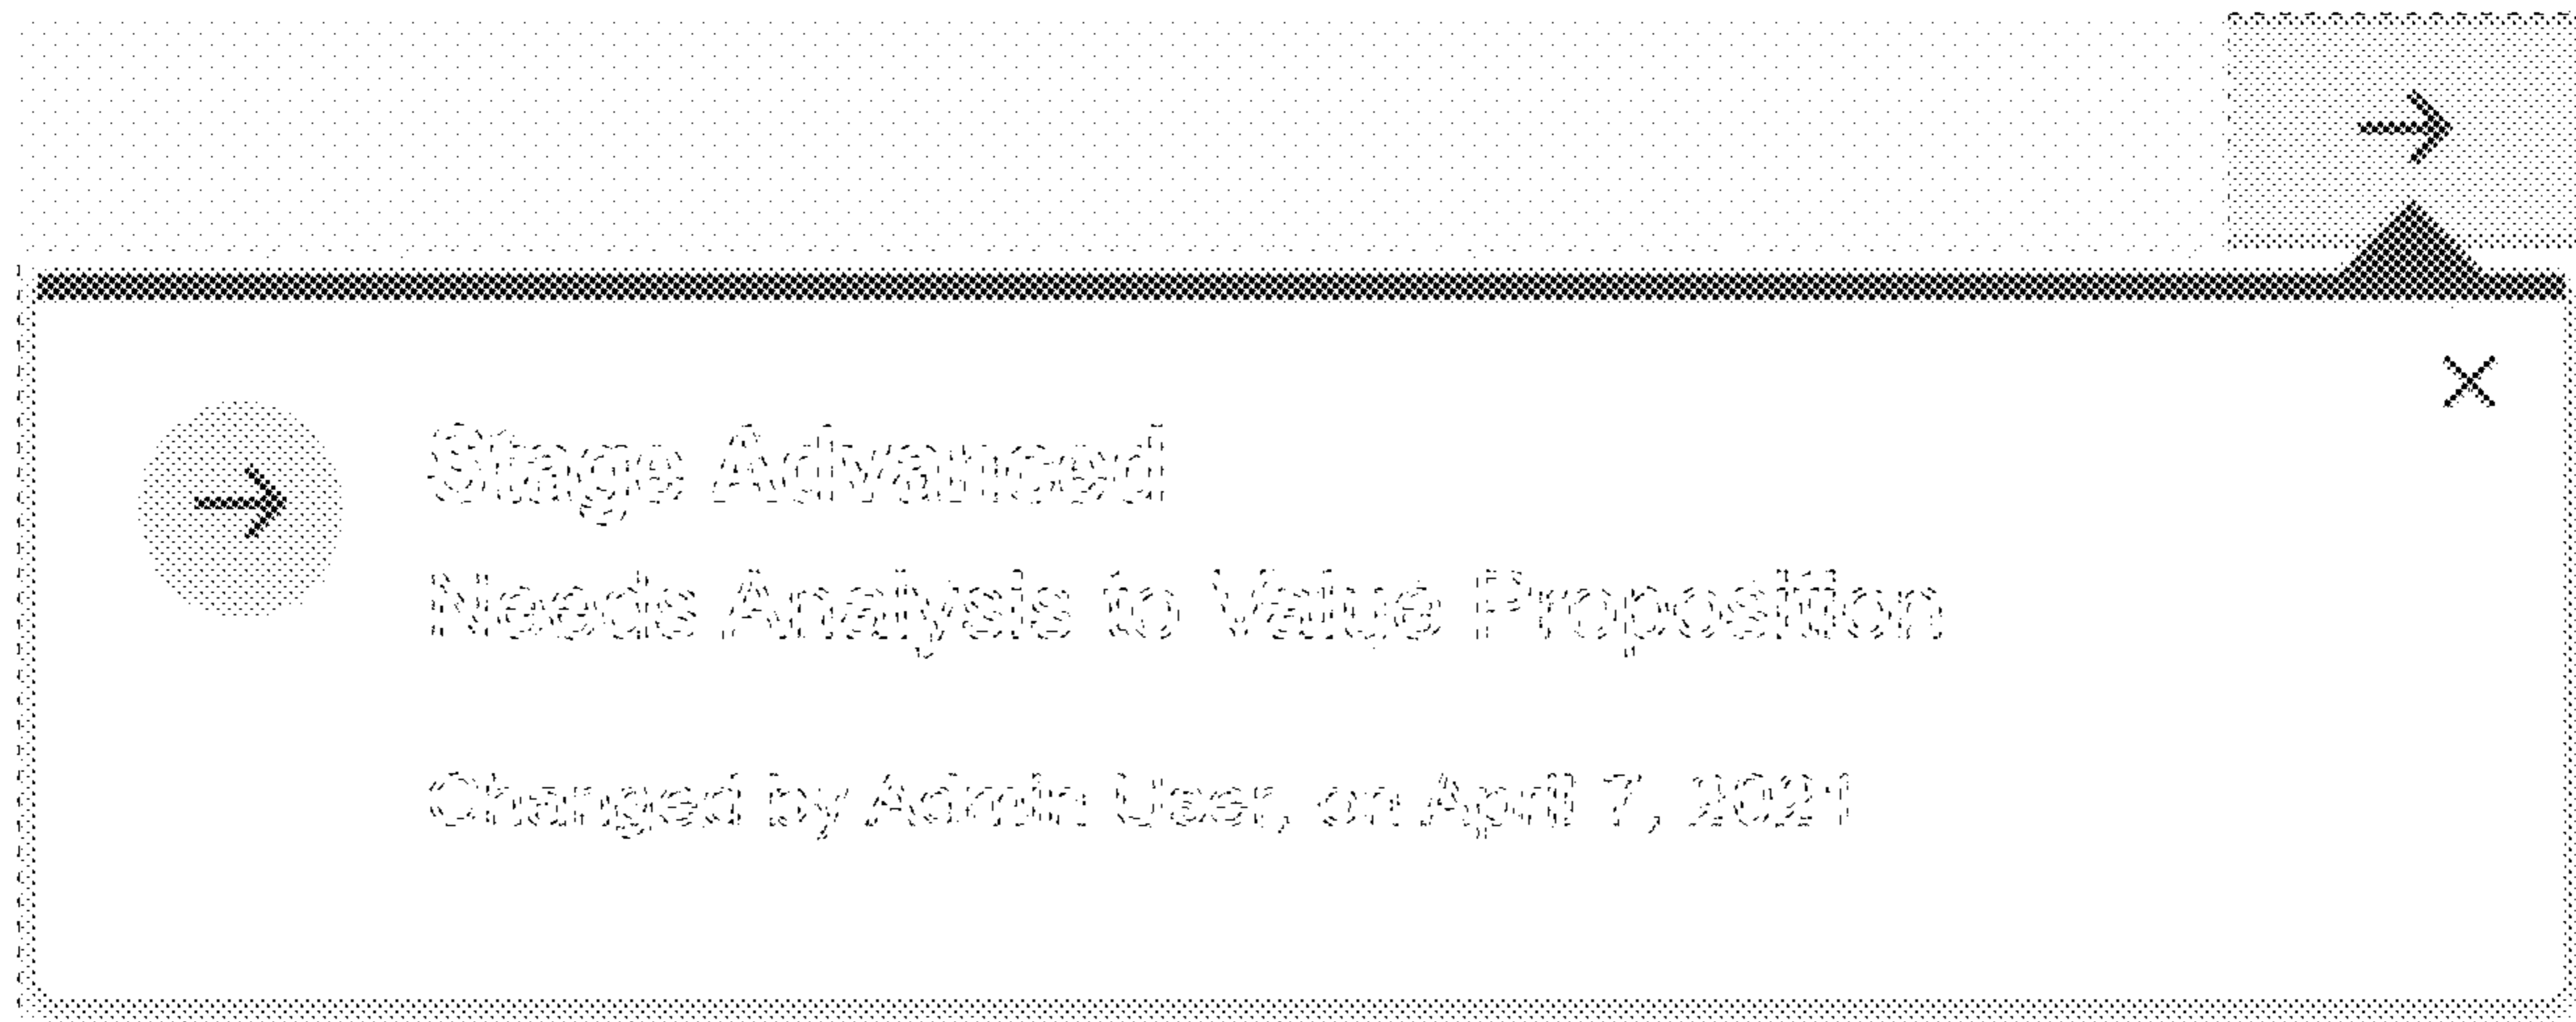 Stage Advanced
Needs Analysis to Value Proposition
Changed by Admin User, on April 7, 2021